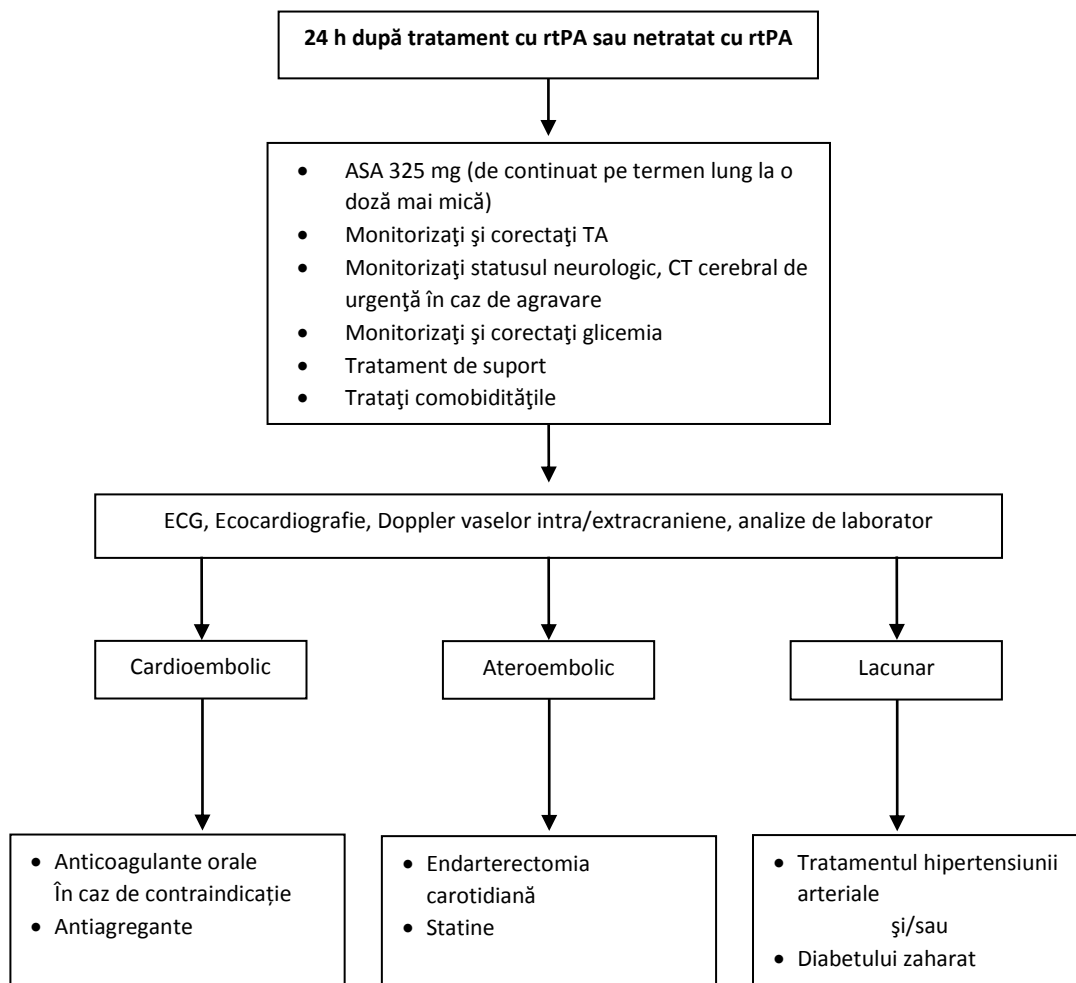 24 h după tratament cu rtPA sau netratat cu rtPA
• ASA 325 mg (de continuat pe termen lung la o
doză mai mică)
• Monitorizaţi şi corectaţi TA
• Monitorizaţi statusul neurologic, CT cerebral de
urgenţă în caz de agravare
• Monitorizaţi şi corectaţi glicemia
• Tratament de suport
• Trataţi comobidităţile
ECG, Ecocardiografie, Doppler vaselor intra/extracraniene, analize de laborator
Cardioembolic
Ateroembolic
Lacunar
• Anticoagulante orale
În caz de contraindicație
• Antiagregante
• Endarterectomia
carotidiană
• Statine
• Tratamentul hipertensiunii
arteriale
şi/sau
• Diabetului zaharat